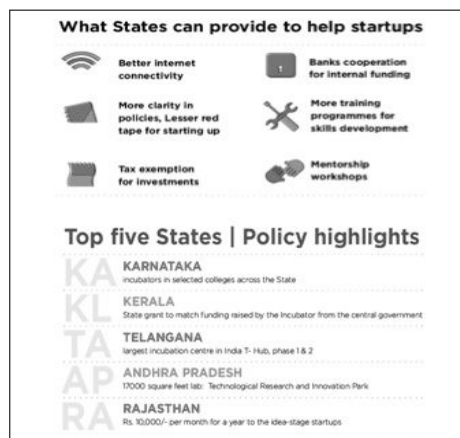 What States can provide to help startups
Better internet
connectivity
1
Banks cooperation
for internal funding
More clarity in
policies, Lesser red
tape for starting up
More training
programmes for
skills development
Tax exemption
for investments
Mentorship
workshops
Top five States | Policy highlights
KA
KARNATAKA
incubators in selected colleges across the State
KL
KERALA
State grant to match funding raised by the Incubator from the central government
TA
TELANGANA
largest incubation centre in India T- Hub, phase 1 & 2
AP
ANDHRA PRADESH
17000 square feet lab: Technological Research and Innovation Park
RA
RAJASTHAN
Rs. 10,000/- per month for a year to the idea-stage startups